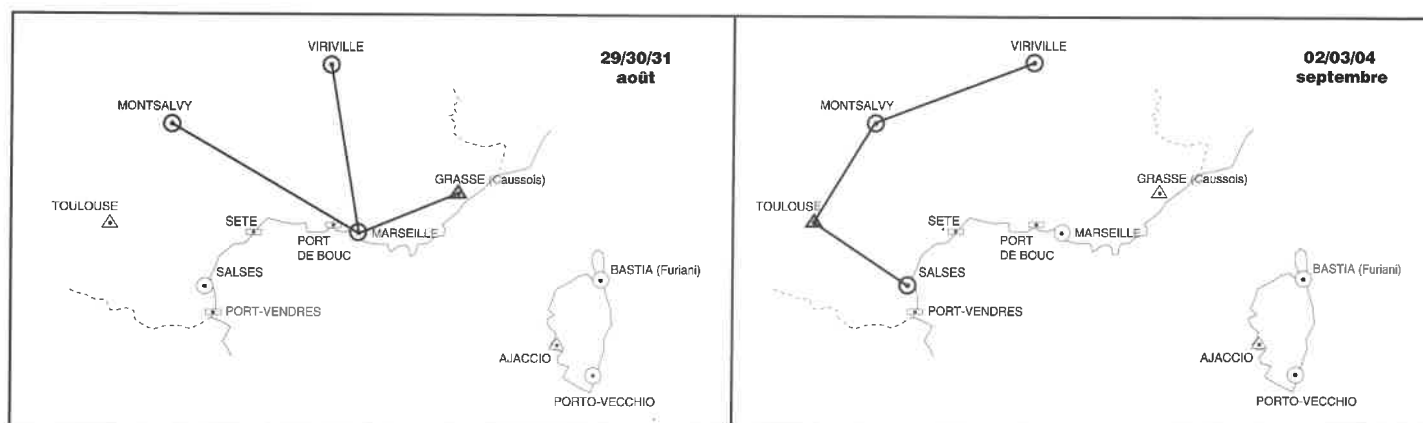 VIRIVILLE
29/30/31
août
MONTSALVY
GRASSE (Caussois)
TOULOUSE
SETE
PORT
DE BOUC
MARSEILLE
SALSES
BASTIA (Furiani)
PORT-VENDRES
AJACCIO
PORTO-VECCHIO
VIRIVILLE
02/03/04
septembre
MONTSALVY
GRASSE (Caussois)
TOULOUSE
SETE
PORT
DE BOUC
MARSEILLE
SALSES
BASTIA (Furiani)
PORT-VENDRES
AJACCIO
PORTO-VECCHIO